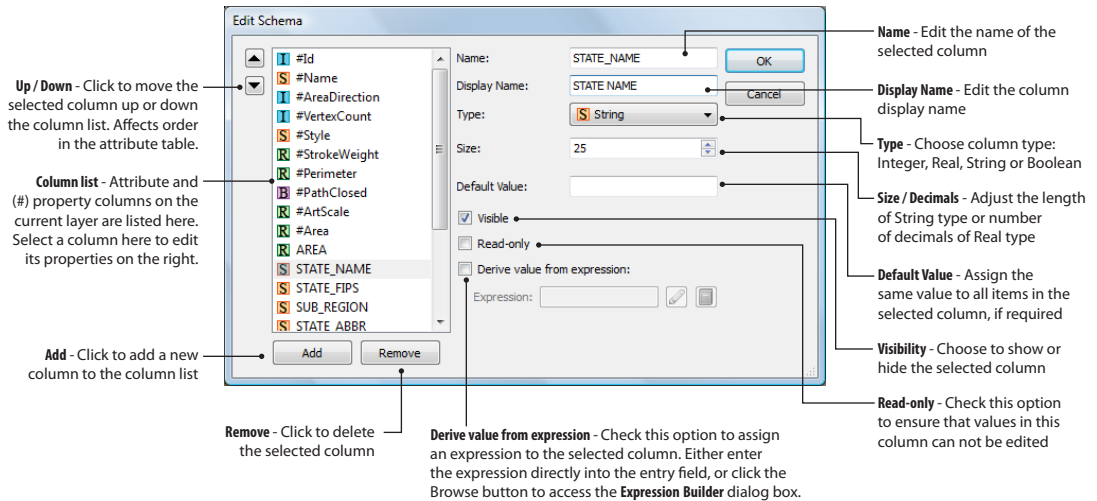 Edit Schema
#Id
#Name
#AreaDirection
#VertexCount
#Style
#StrokeWeight
#Perimeter
#PathClosed
#ArtScale
#Area
AREA
STATE_NAME
STATE_FIPS
SUB_REGION
STATE_ABBR
I
S
I
I
S
R
R
B
R
R
R
S
S
S
S
Add
Remove
Name:
STATE_NAME
Display Name:
STATE NAME
Type:
S String
Size:
25
Default Value:
Visible
Read-only
Derive value from expression:
Expression:
OK
Cancel
Up / Down - Click to move the
selected column up or down
the column list. Affects order
in the attribute table.
Column list - Attribute and
(#) property columns on the
current layer are listed here.
Select a column here to edit
its properties on the right.
Add - Click to add a new
column to the column list
Remove - Click to delete
the selected column
Derive value from expression - Check this option to assign
an expression to the selected column. Either enter
the expression directly into the entry field, or click the
Browse button to access the Expression Builder dialog box.
Name - Edit the name of the
selected column
Display Name - Edit the column
display name
Type - Choose column type:
Integer, Real, String or Boolean
Size / Decimals - Adjust the length
of String type or number
of decimals of Real type
Default Value - Assign the
same value to all items in the
selected column, if required
Visibility - Choose to show or
hide the selected column
Read-only - Check this option
to ensure that values in this
column can not be edited